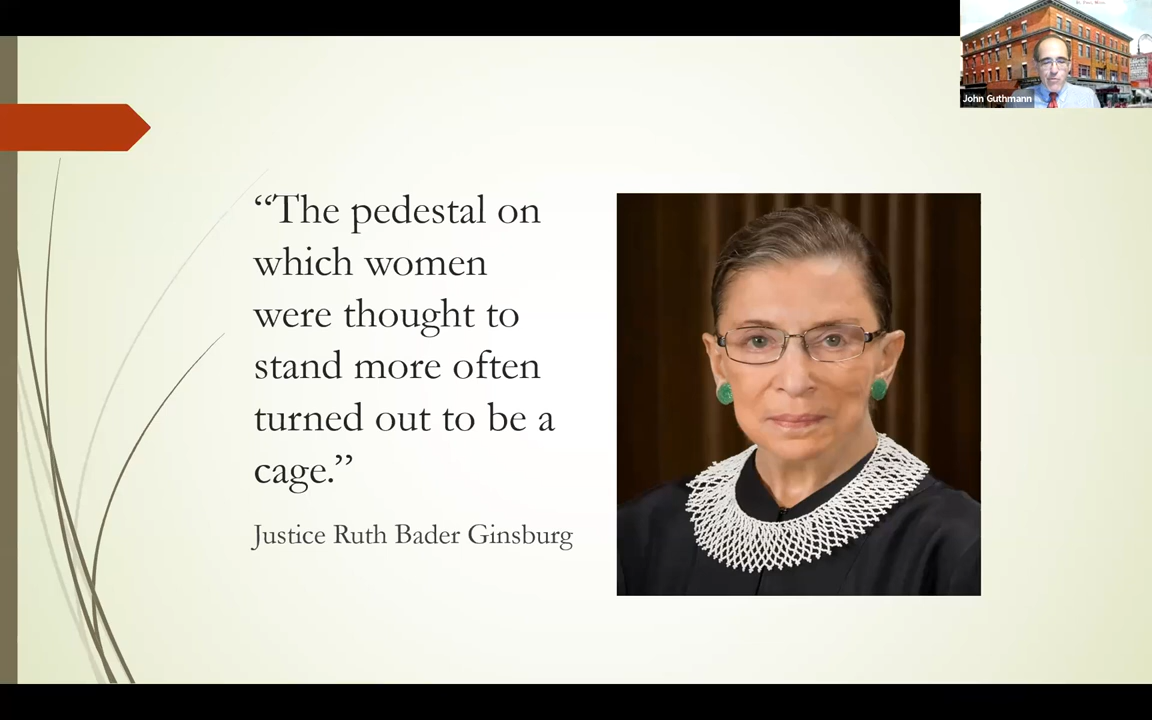 John Guthmann
“The pedestal on
which women
were thought to
stand more often
turned out to be a
cage.”
Justice Ruth Bader Ginsburg